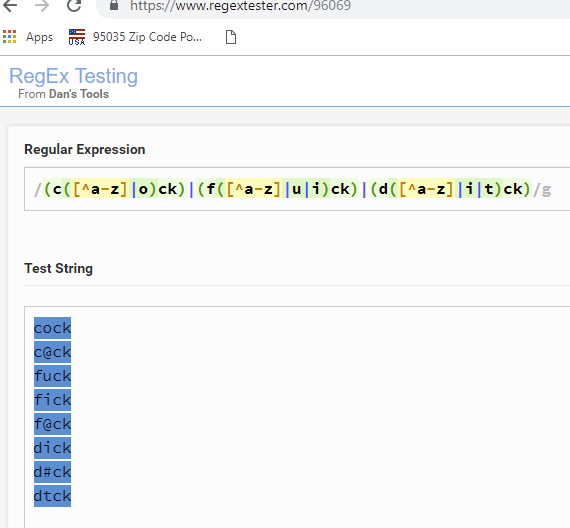 https://www.regextester.com/96069
Apps 95035 Zip Code Po...
USA
RegEx Testing
From Dan's Tools
Regular Expression
/(c([^a-z]|o)ck)|(f([^a-z]|u|i)ck)|(d([^a-z]|i|t)ck)/g
Test String
cock
c@ck
fuck
fick
f@ck
dick
d#ck
dtck